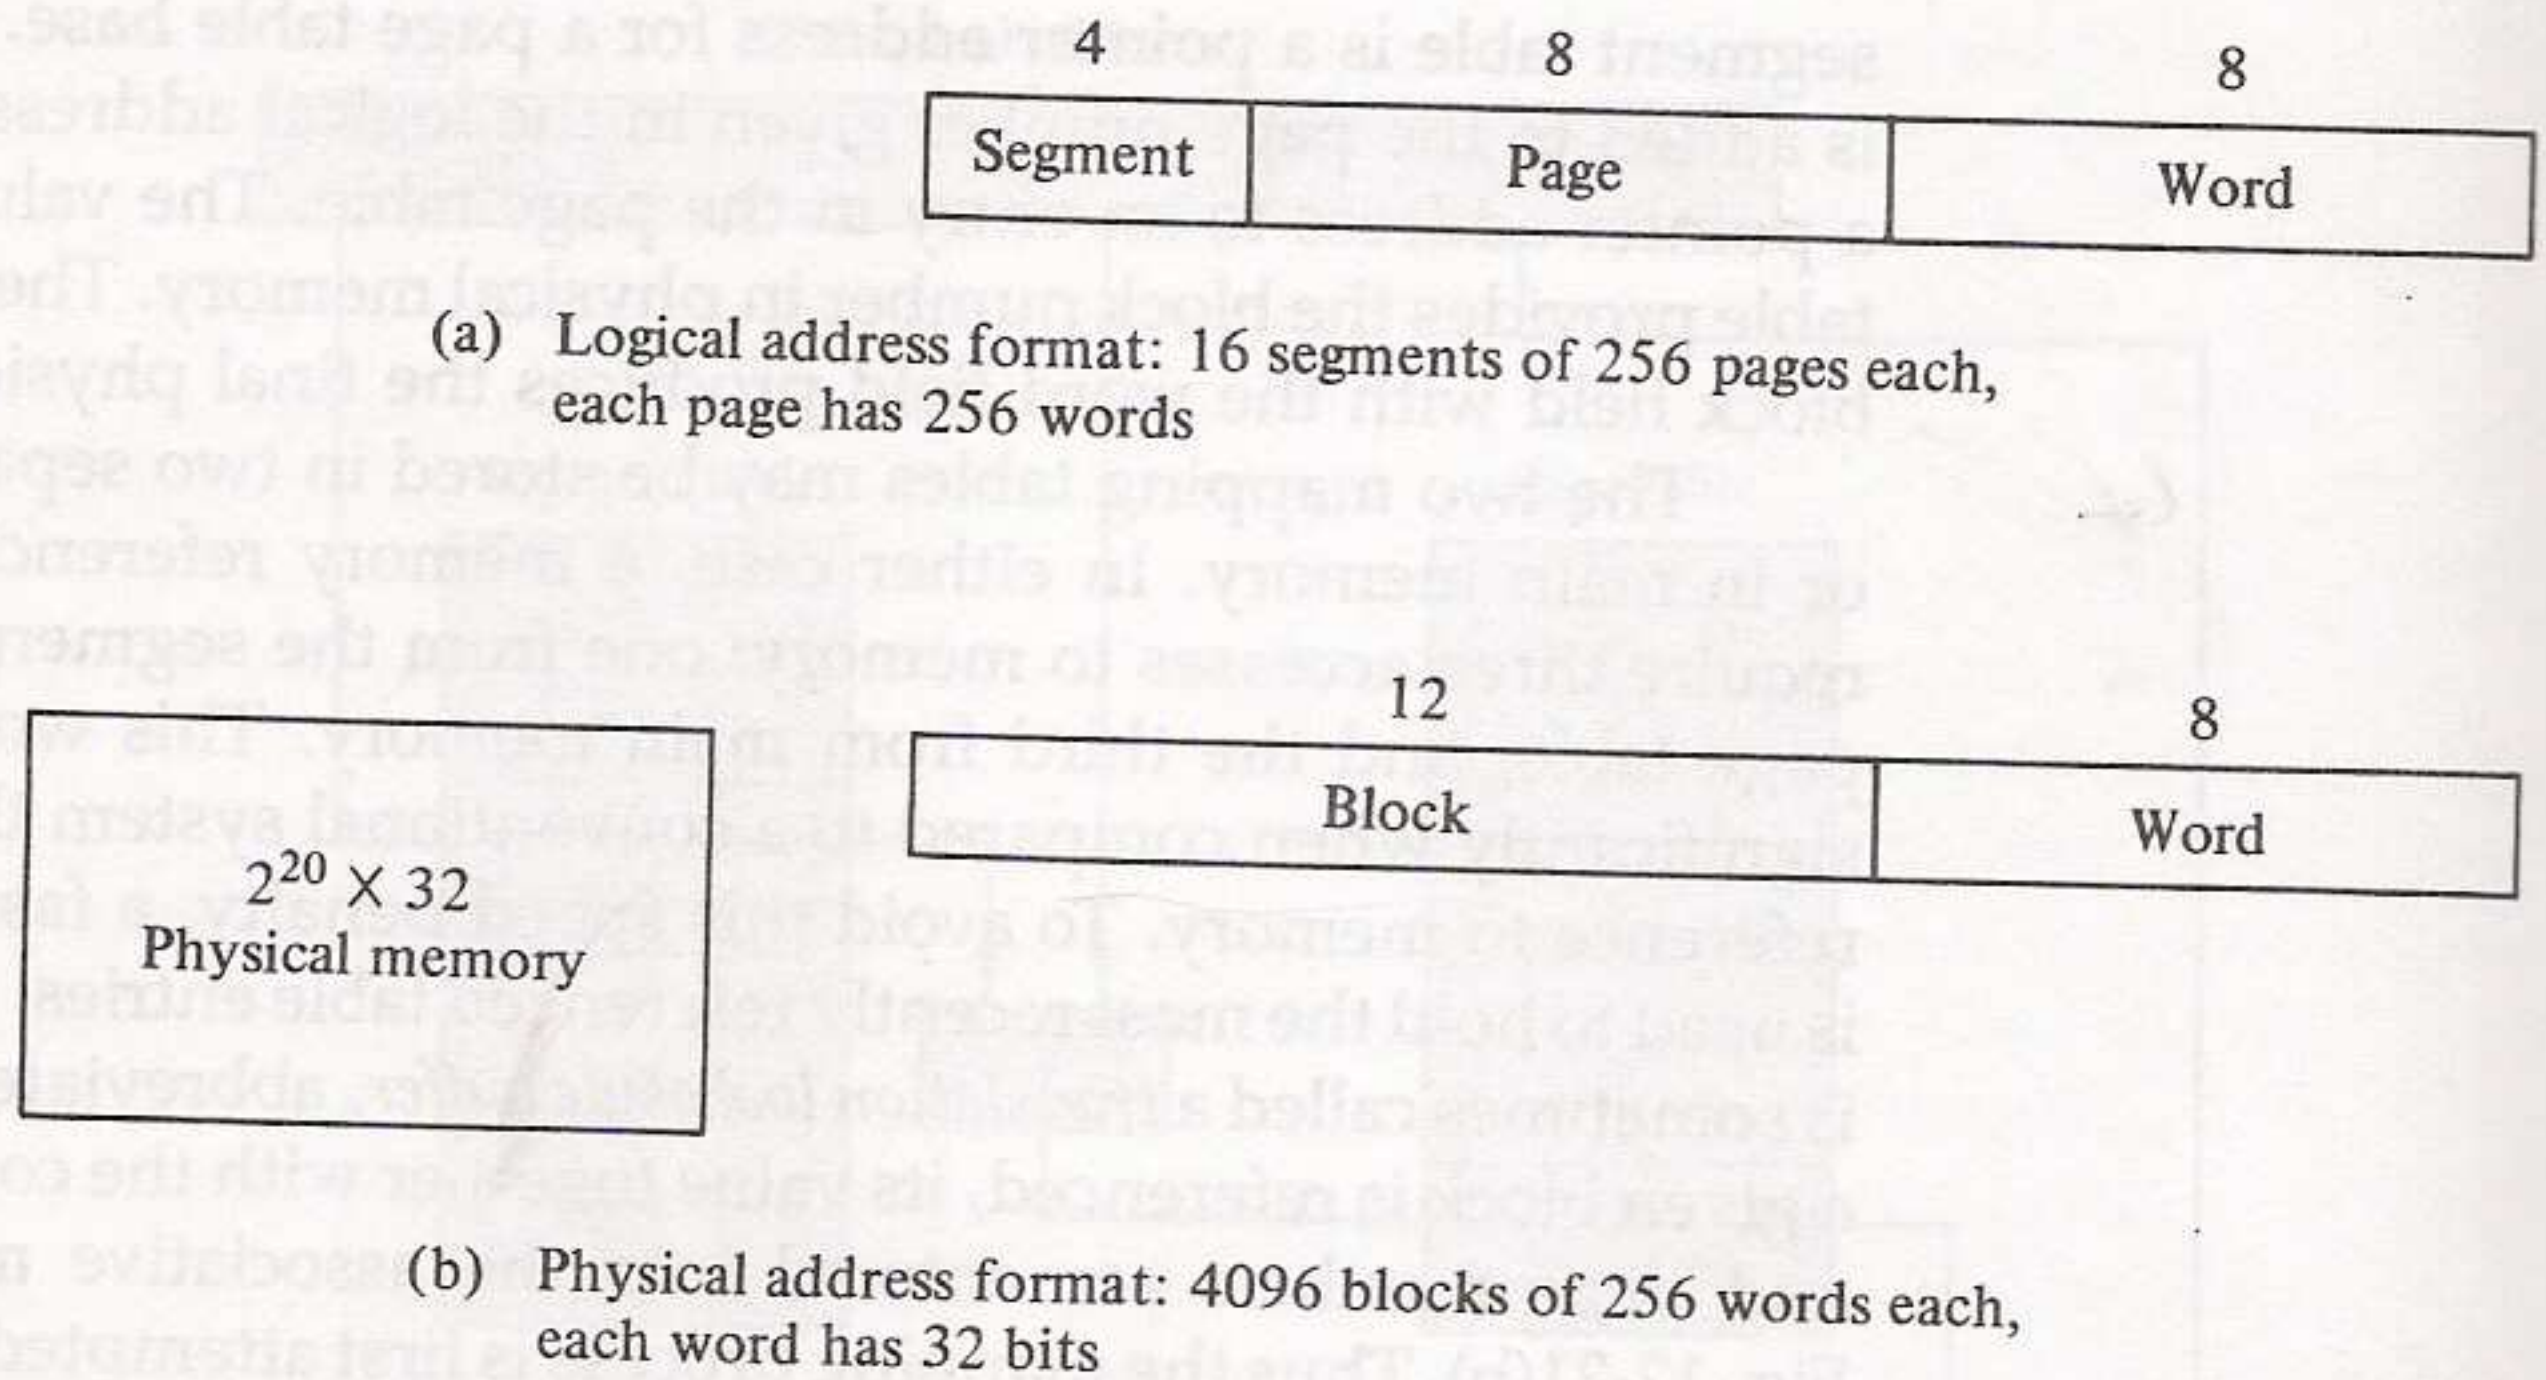 4 8 8
Segment Page Word
(a) Logical address format: 16 segments of 256 pages each,
each page has 256 words
12 8
Block Word
2²⁰ X 32
Physical memory
(b) Physical address format: 4096 blocks of 256 words each,
each word has 32 bits